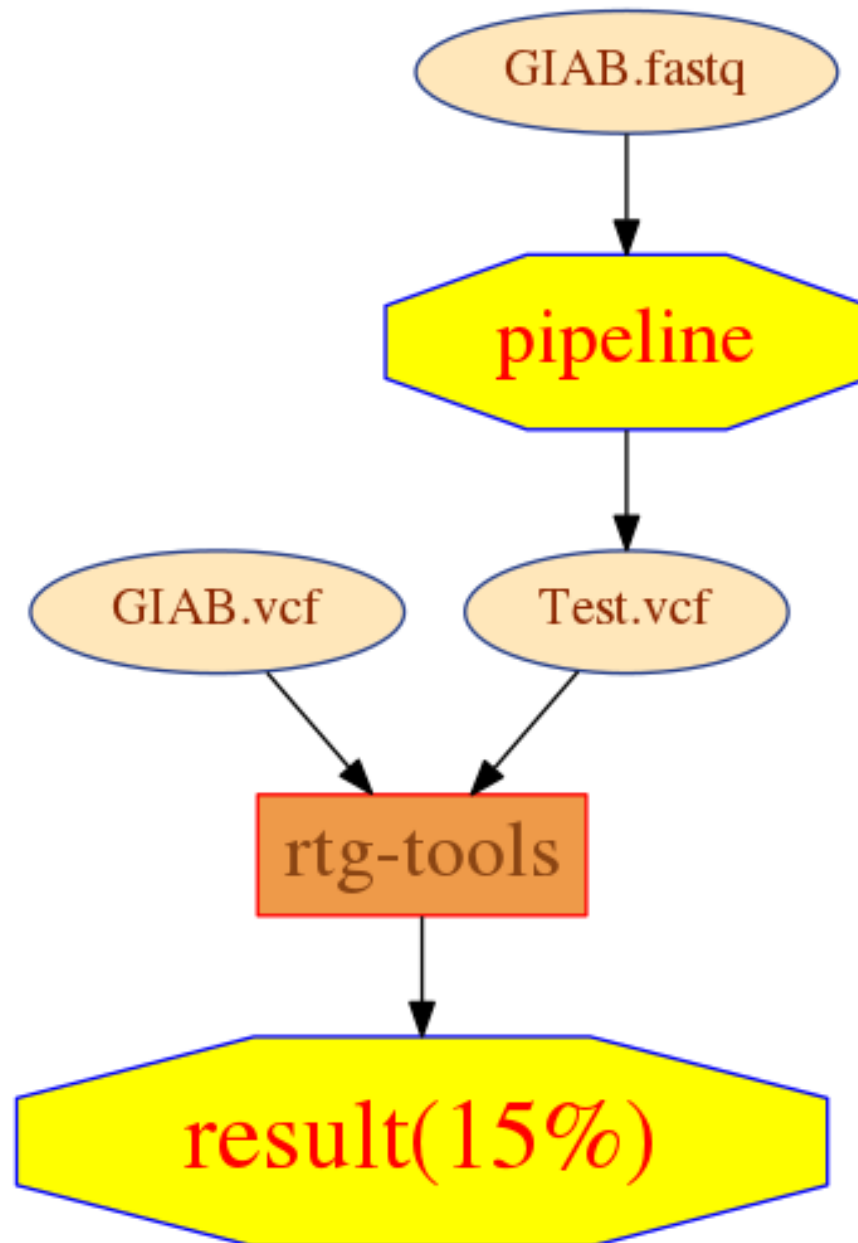 GIAB.fastq
pipeline
GIAB.vcf
Test.vcf
rtg-tools
result(15%)